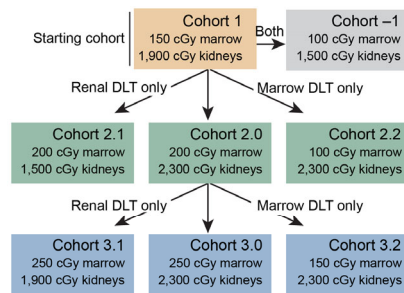 Starting cohort
Cohort 1
150 cGy marrow
1,900 cGy kidneys
Both
Cohort –1
100 cGy marrow
1,500 cGy kidneys
Renal DLT only
Marrow DLT only
Cohort 2.1
200 cGy marrow
1,500 cGy kidneys
Cohort 2.0
200 cGy marrow
2,300 cGy kidneys
Cohort 2.2
100 cGy marrow
2,300 cGy kidneys
Renal DLT only
Marrow DLT only
Cohort 3.1
250 cGy marrow
1,900 cGy kidneys
Cohort 3.0
250 cGy marrow
2,300 cGy kidneys
Cohort 3.2
150 cGy marrow
2,300 cGy kidneys